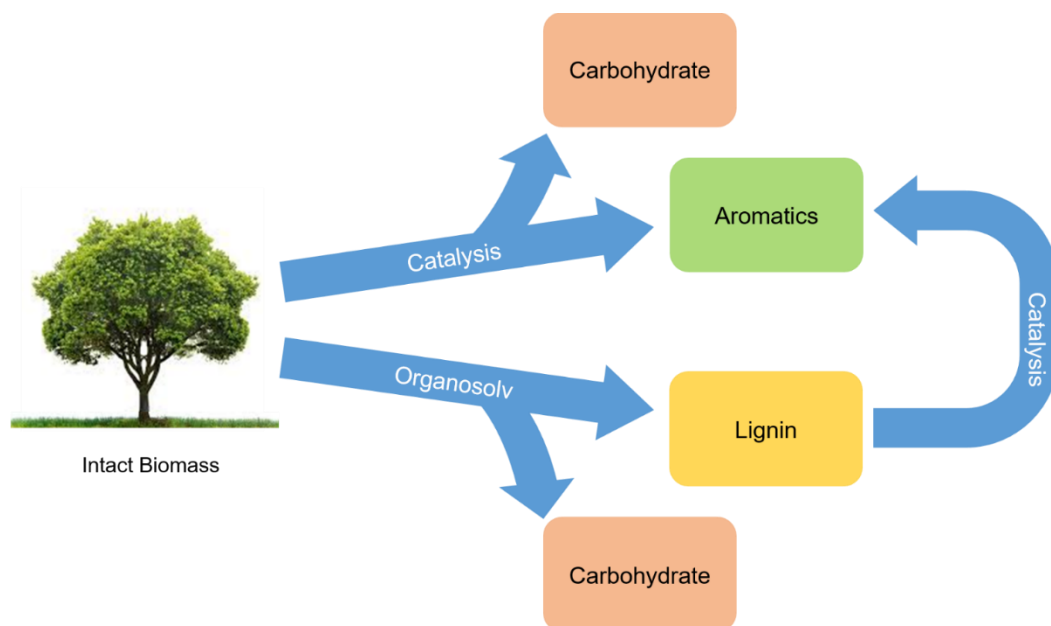 Carbohydrate
Aromatics
Catalysis
Catalysis
Organosolv
Lignin
Intact Biomass
Carbohydrate